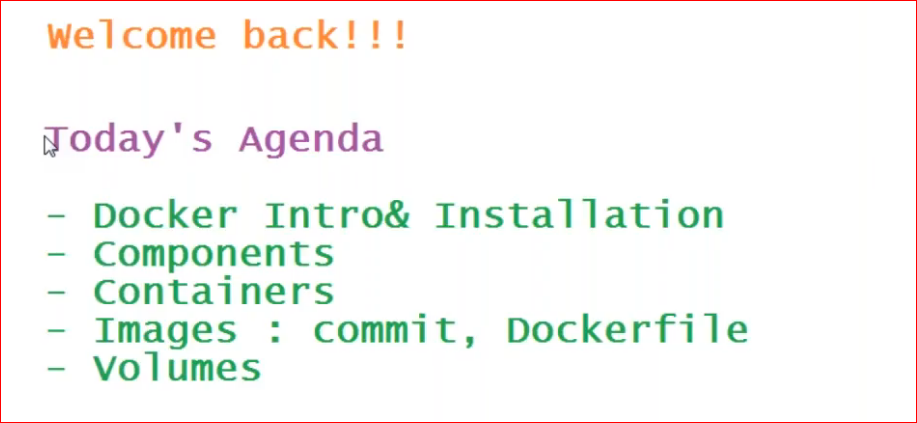 Welcome back!!!
Today's Agenda
- Docker Intro& Installation
- Components
- Containers
- Images : commit, Dockerfile
- Volumes